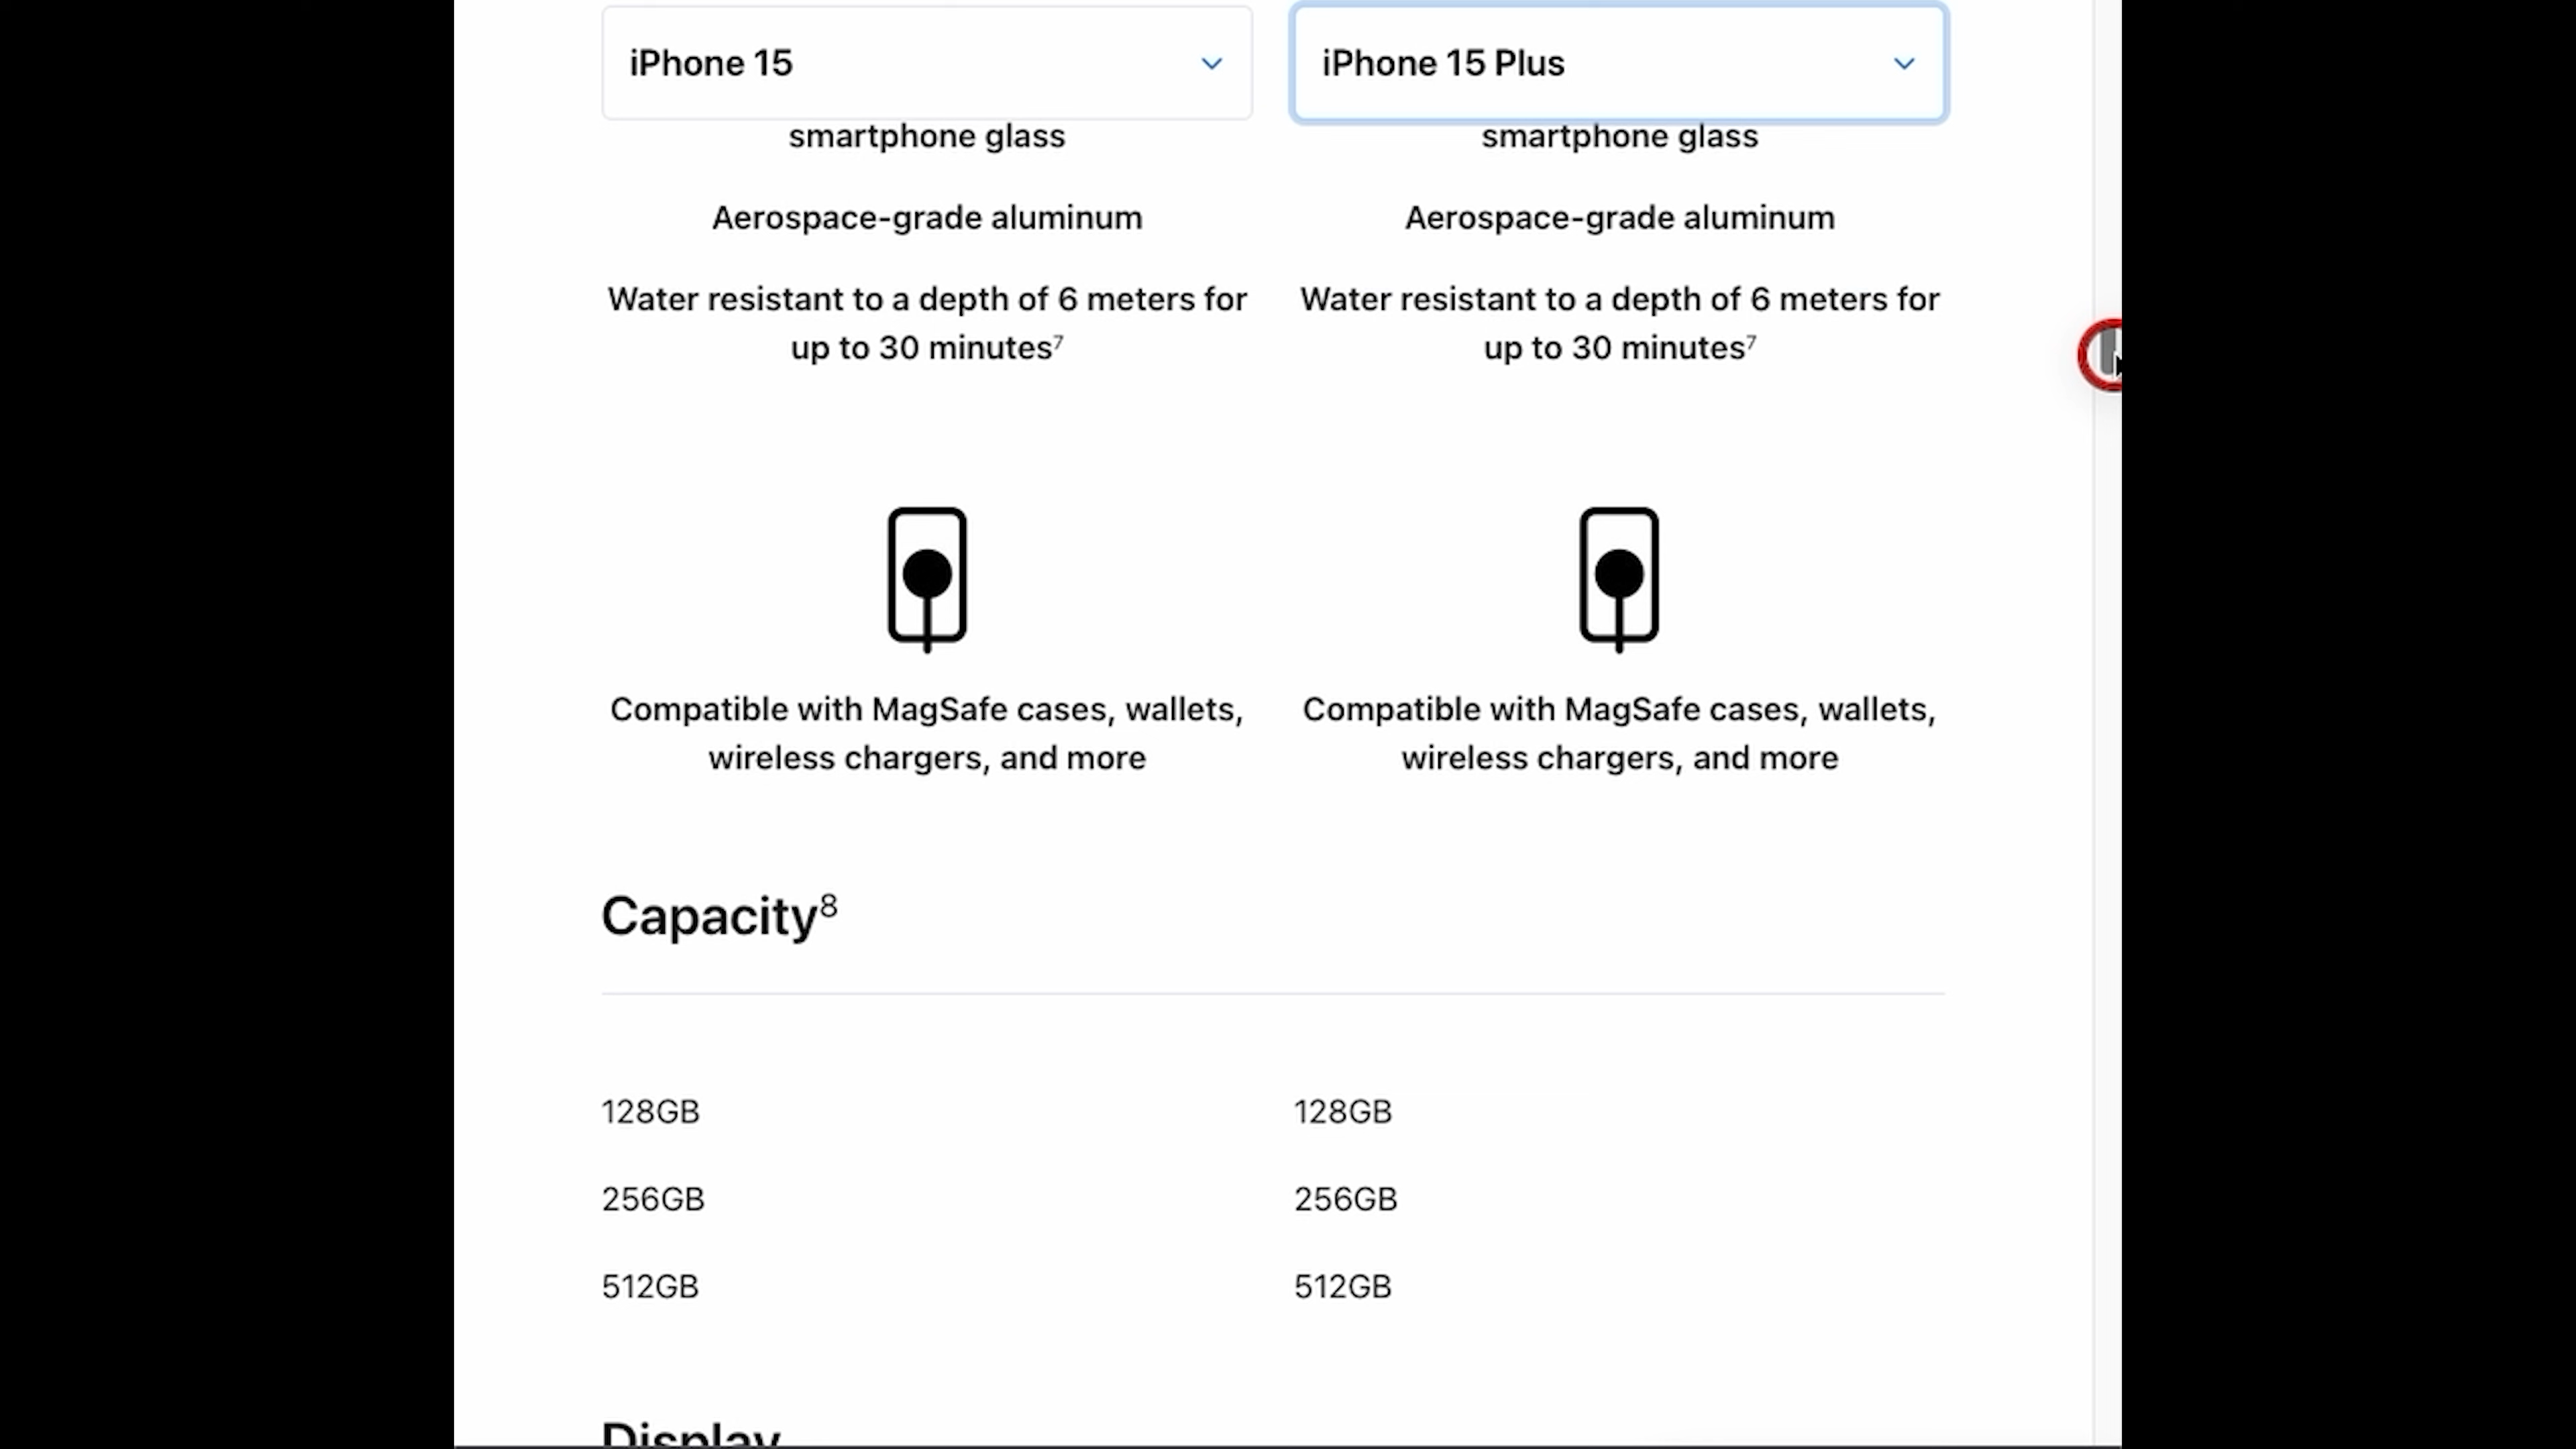 iPhone 15
iPhone 15 Plus
smartphone glass
smartphone glass
Aerospace-grade aluminum
Aerospace-grade aluminum
Water resistant to a depth of 6 meters for
up to 30 minutes⁷
Water resistant to a depth of 6 meters for
up to 30 minutes⁷
Compatible with MagSafe cases, wallets,
wireless chargers, and more
Compatible with MagSafe cases, wallets,
wireless chargers, and more
Capacity⁸
128GB
128GB
256GB
256GB
512GB
512GB
Display